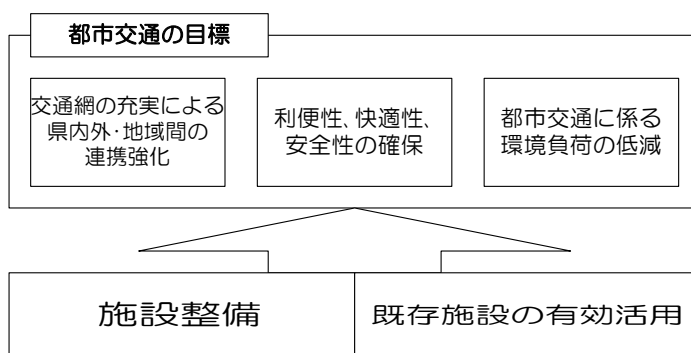 都市交通の目標
交通網の充実による
県内外・地域間の
連携強化
利便性、快適性、
安全性の確保
都市交通に係る
環境負荷の低減
施設整備
既存施設の有効活用